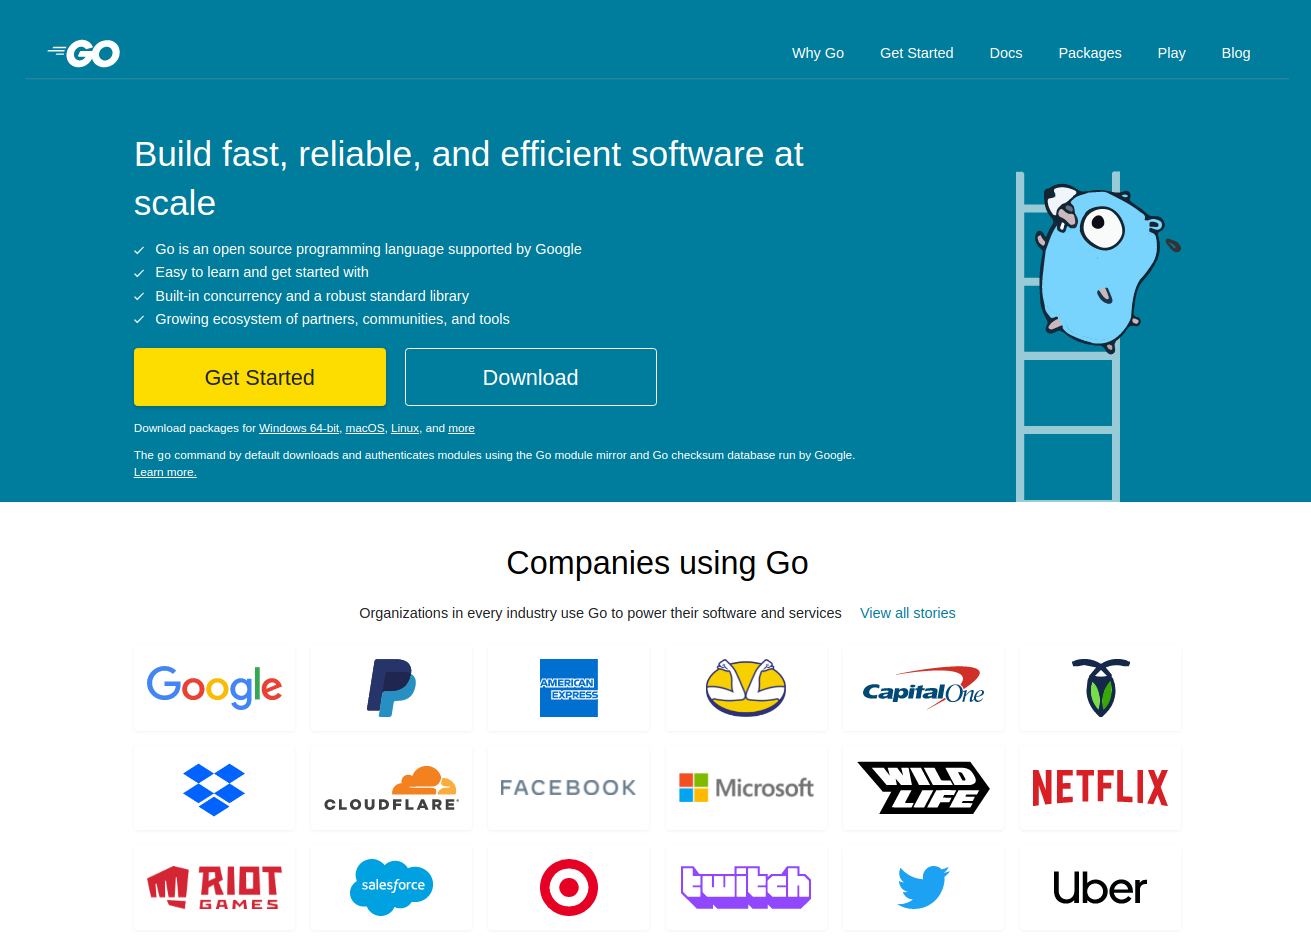 GO
Why Go Get Started Docs Packages Play Blog
Build fast, reliable, and efficient software at
scale
Go is an open source programming language supported by Google
Easy to learn and get started with
Built-in concurrency and a robust standard library
Growing ecosystem of partners, communities, and tools
Get Started Download
Download packages for Windows 64-bit, macOS, Linux, and more
The go command by default downloads and authenticates modules using the Go module mirror and Go checksum database run by Google.
Learn more.
Companies using Go
Organizations in every industry use Go to power their software and services View all stories
Google AMERICAN EXPRESS Capital One
CLOUDFLARE FACEBOOK Microsoft WILD LIFE NETFLIX
RIOT GAMES salesforce twitch Uber